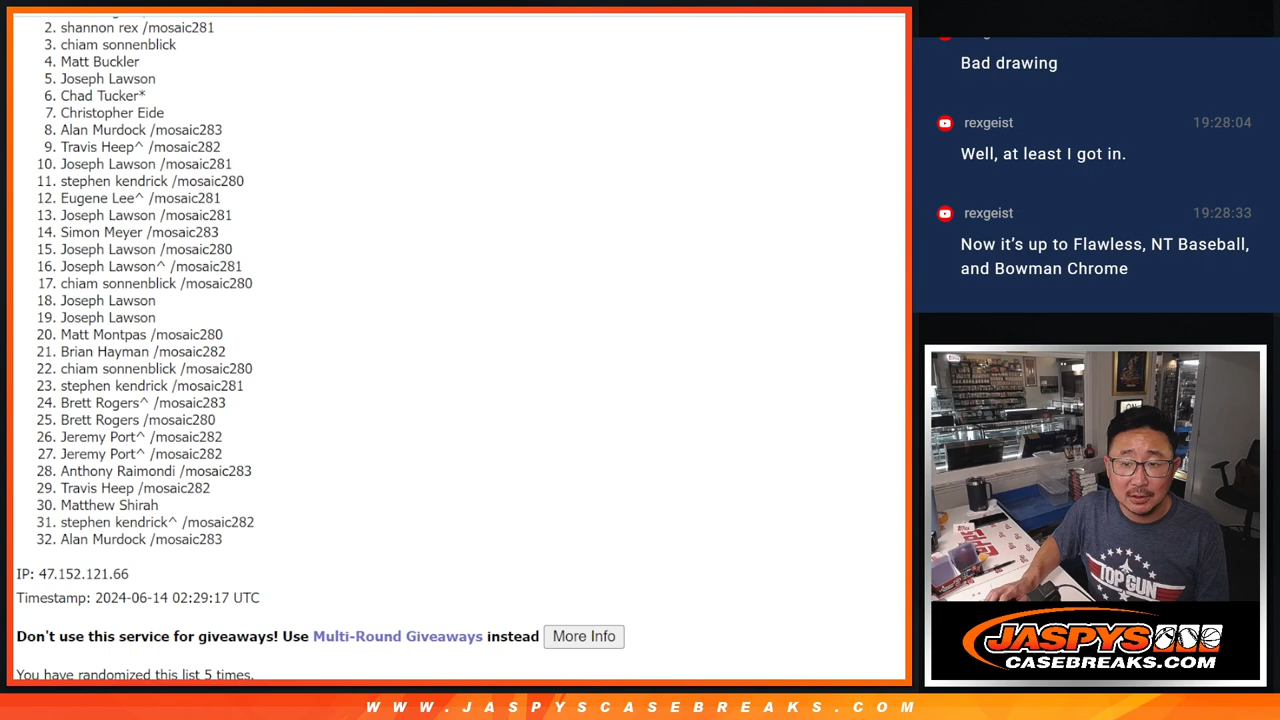 2. shannon rex /mosaic281
3. chiam sonnenblick
4. Matt Buckler
5. Joseph Lawson
6. Chad Tucker*
7. Christopher Eide
8. Alan Murdock /mosaic283
9. Travis Heep^ /mosaic282
10. Joseph Lawson /mosaic281
11. stephen kendrick /mosaic280
12. Eugene Lee^ /mosaic281
13. Joseph Lawson /mosaic281
14. Simon Meyer /mosaic283
15. Joseph Lawson /mosaic280
16. Joseph Lawson^ /mosaic281
17. chiam sonnenblick /mosaic280
18. Joseph Lawson
19. Joseph Lawson
20. Matt Montpas /mosaic280
21. Brian Hayman /mosaic282
22. chiam sonnenblick /mosaic280
23. stephen kendrick /mosaic281
24. Brett Rogers^ /mosaic283
25. Brett Rogers /mosaic280
26. Jeremy Port^ /mosaic282
27. Jeremy Port^ /mosaic282
28. Anthony Raimondi /mosaic283
29. Travis Heep /mosaic282
30. Matthew Shirah
31. stephen kendrick^ /mosaic282
32. Alan Murdock /mosaic283
IP: 47.152.121.66
Timestamp: 2024-06-14 02:29:17 UTC
Don't use this service for giveaways! Use Multi-Round Giveaways instead More Info
You have randomized this list 5 times.
Bad drawing
rexgeist 19:28:04
Well, at least I got in.
rexgeist 19:28:33
Now it's up to Flawless, NT Baseball,
and Bowman Chrome
TOP GUN
JASPYS
CASEBREAKS.COM
WWW.JASPYSCASEBREAKS.COM